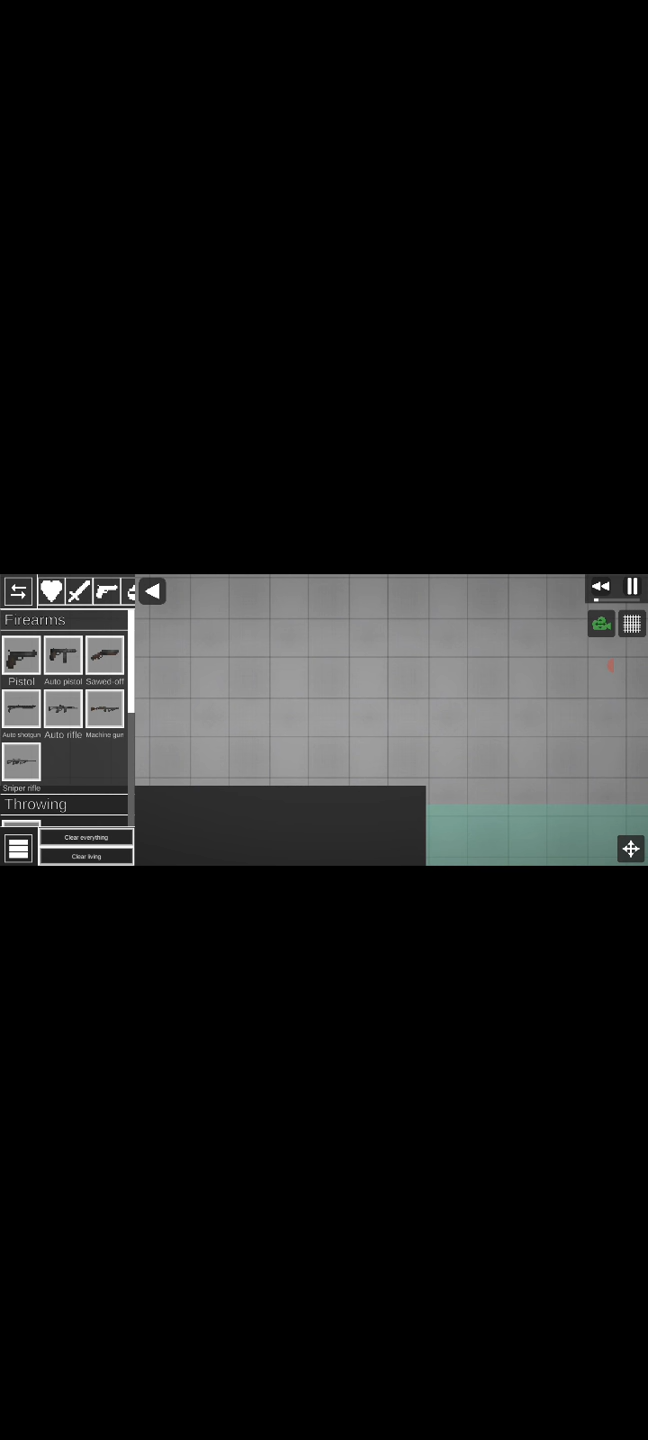 Firearms
Pistol Auto pistol Sawed-off
Auto shotgun Auto rifle Machine gun
Sniper rifle
Throwing
Clear everything
Clear living